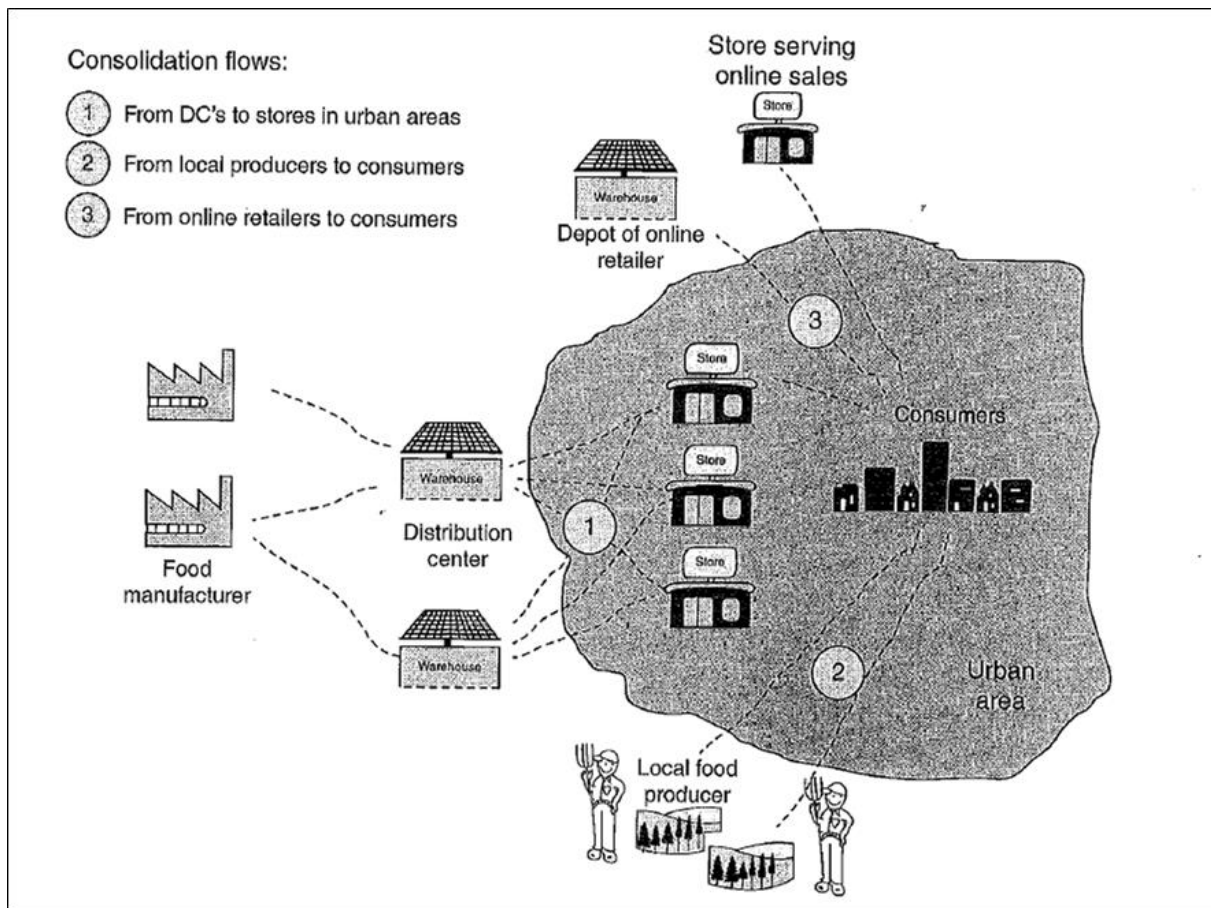 Consolidation flows:
1 From DC's to stores in urban areas
2 From local producers to consumers
3 From online retailers to consumers
Store serving
online sales
Store
Warehouse
Depot of online
retailer
3
Store
Consumers
Store
Warehouse
Distribution
center
1
Food
manufacturer
Store
Warehouse
2
Urban
area
Local food
producer